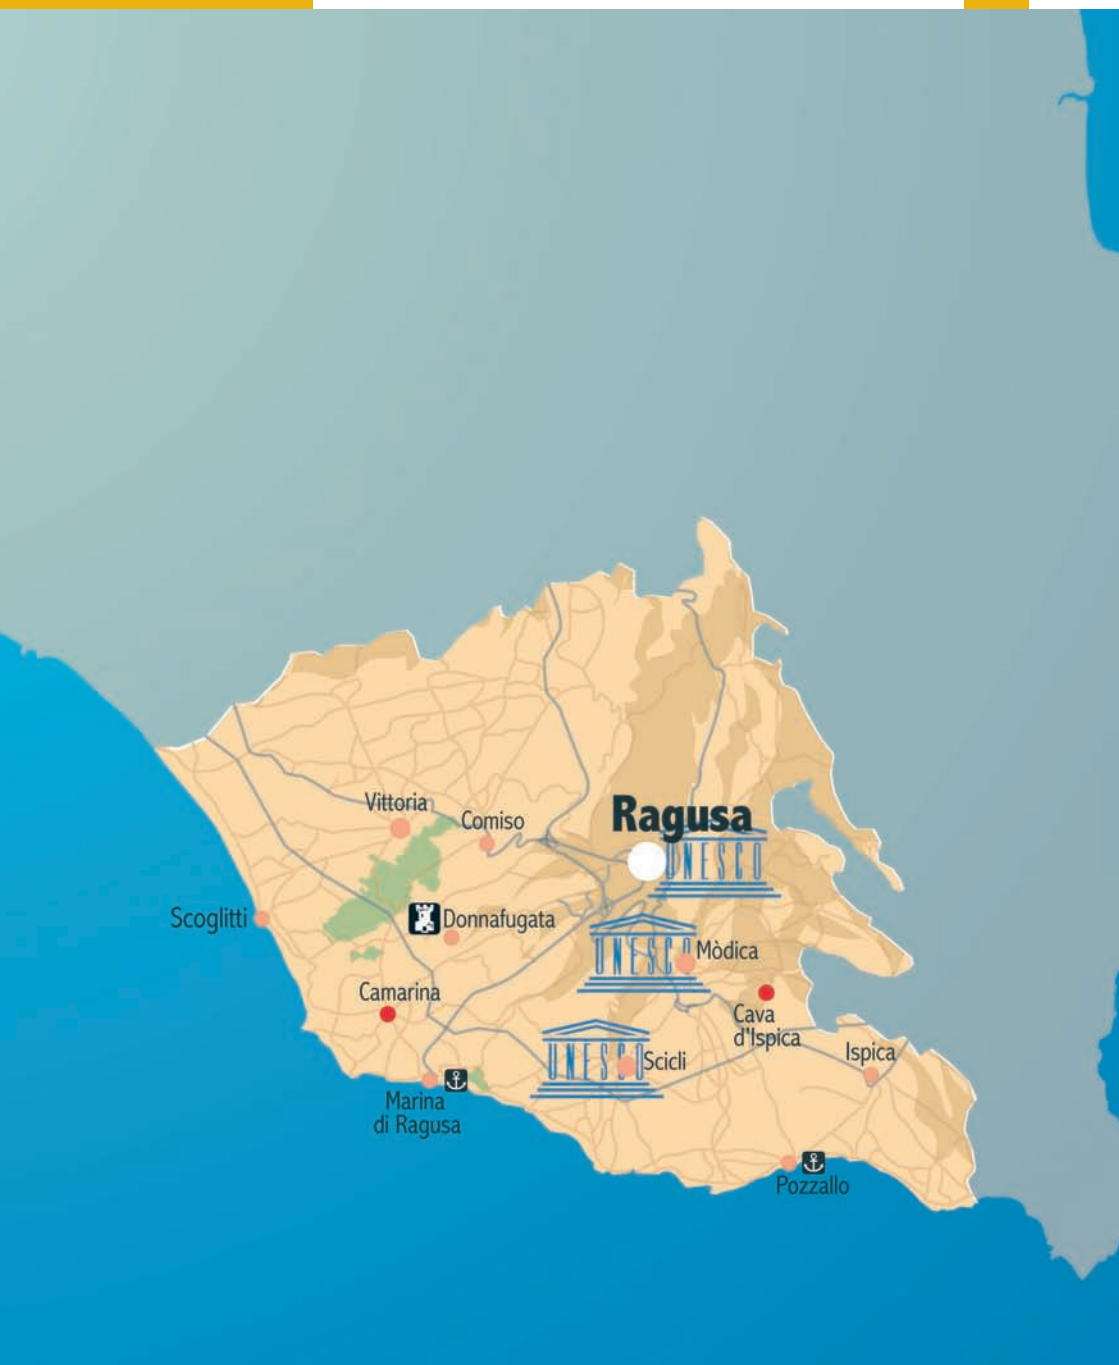 Vittoria
Comiso
Ragusa
UNESCO
Scoglitti
Donnafugata
UNESCO
Mòdica
Camarina
Cava
d'Ispica
UNESCO
Scicli
Ispica
Marina
di Ragusa
Pozzallo